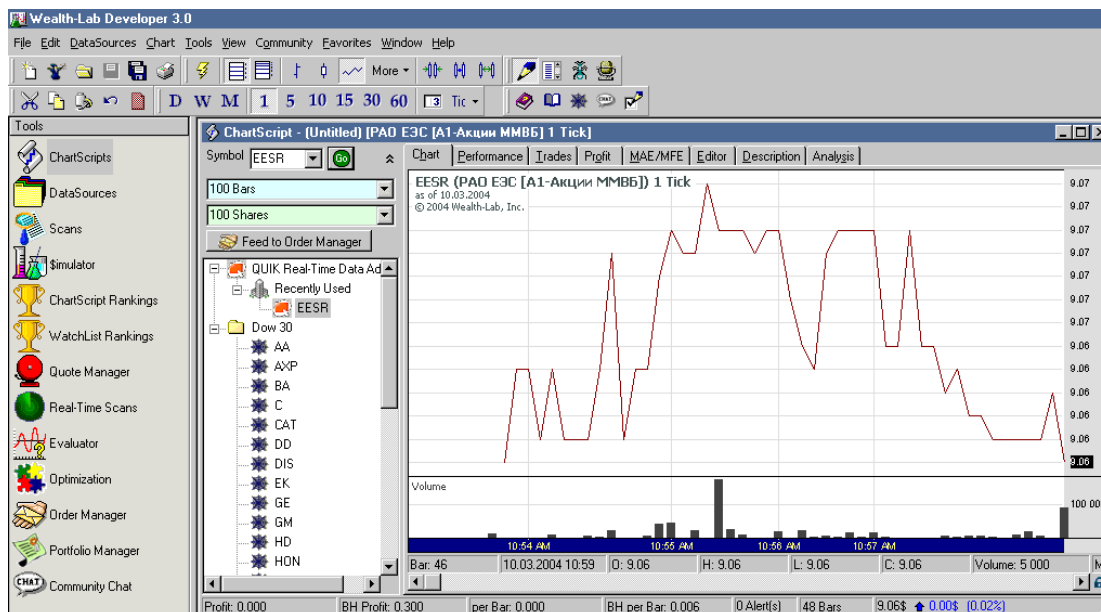 Wealth-Lab Developer 3.0
File Edit DataSources Chart Tools View Community Favorites Window Help
More
D W M 1 5 10 15 30 60 3 Tic CHAT
Tools
ChartScripts
DataSources
Scans
$imulator
ChartScript Rankings
WatchList Rankings
Quote Manager
Real-Time Scans
Evaluator
Optimization
Order Manager
Portfolio Manager
CHAT Community Chat
ChartScript - (Untitled) [РАО ЕЭС [А1-Акции ММВБ] 1 Tick]
Symbol EESR Go
100 Bars
100 Shares
Feed to Order Manager
QUIK Real-Time Data Ad
Recently Used
EESR
Dow 30
AA
AXP
BA
C
CAT
DD
DIS
EK
GE
GM
HD
HON
Chart Performance Trades Profit MAE/MFE Editor Description Analysis
EESR (РАО ЕЭС [А1-Акции ММВБ]) 1 Tick
as of 10.03.2004
© 2004 Wealth-Lab, Inc.
9.07
9.07
9.07
9.07
9.07
9.07
9.07
9.06
9.06
9.06
9.06
9.06
9.06
Volume
100 00
10:54 AM 10:55 AM 10:56 AM 10:57 AM
Bar: 46 10.03.2004 10:59 O: 9.06 H: 9.06 L: 9.06 C: 9.06 Volume: 5 000 M
Profit: 0.000 BH Profit: 0.300 per Bar: 0.000 BH per Bar: 0.006 0 Alert(s) 48 Bars 9.06$ 0.00$ (0.02%)